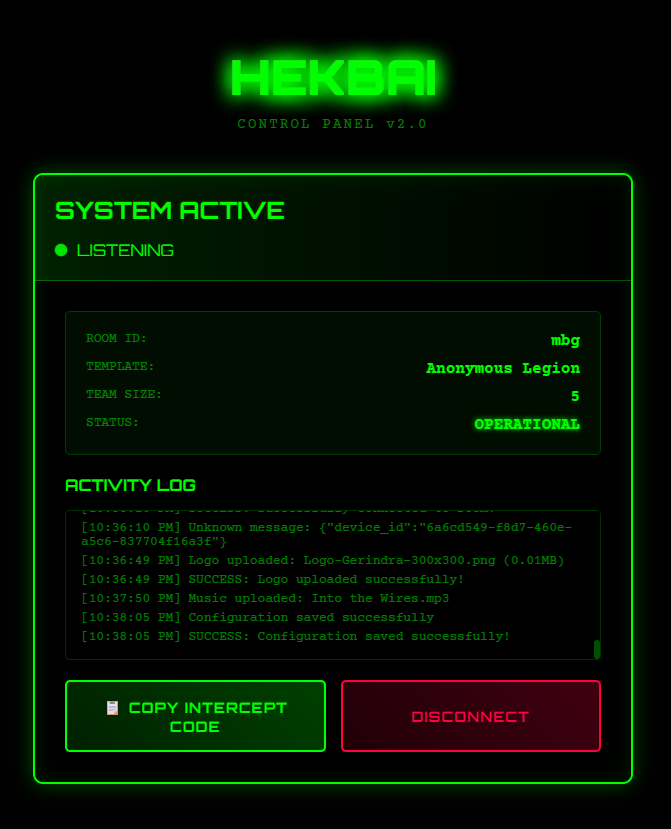 HEKBAI
CONTROL PANEL v2.0
SYSTEM ACTIVE
LISTENING
ROOM ID: mbg
TEMPLATE: Anonymous Legion
TEAM SIZE: 5
STATUS: OPERATIONAL
ACTIVITY LOG
[10:36:10 PM] Unknown message: {"device_id":"6a6cd549-f8d7-460e-
a5c6-837704f16a3f"}
[10:36:49 PM] Logo uploaded: Logo-Gerindra-300x300.png (0.01MB)
[10:36:49 PM] SUCCESS: Logo uploaded successfully!
[10:37:50 PM] Music uploaded: Into the Wires.mp3
[10:38:05 PM] Configuration saved successfully
[10:38:05 PM] SUCCESS: Configuration saved successfully!
COPY INTERCEPT
CODE
DISCONNECT